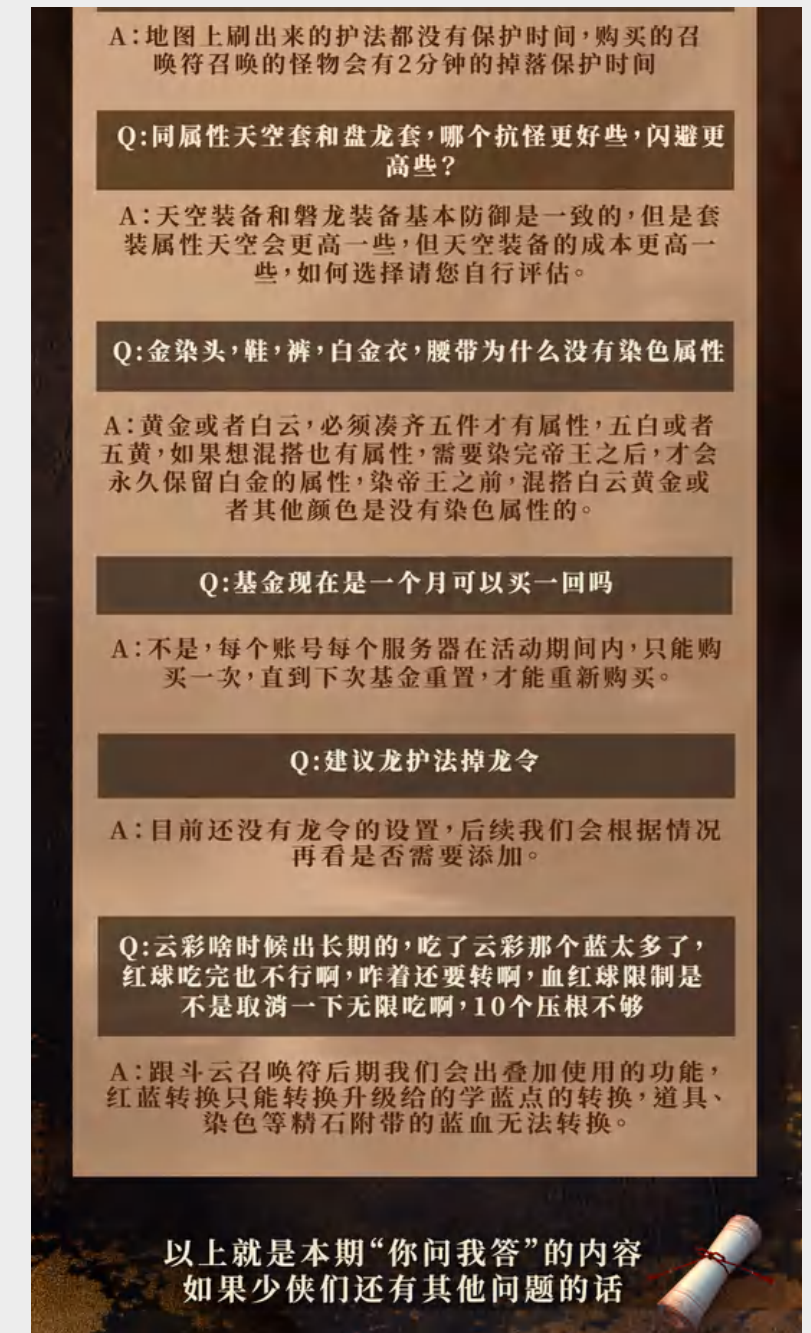 A:地图上刷出来的护法都没有保护时间,购买的召
唤符召唤的怪物会有2分钟的掉落保护时间
Q:同属性天空套和盘龙套,哪个抗怪更好些,闪避更
高些?
A:天空装备和磐龙装备基本防御是一致的,但是套
装属性天空会更高一些,但天空装备的成本更高一
些,如何选择请您自行评估。
Q:金染头,鞋,裤,白金衣,腰带为什么没有染色属性
A:黄金或者白云,必须凑齐五件才有属性,五白或者
五黄,如果想混搭也有属性,需要染完帝王之后,才会
永久保留白金的属性,染帝王之前,混搭白云黄金或
者其他颜色是没有染色属性的。
Q:基金现在是一个月可以买一回吗
A:不是,每个账号每个服务器在活动期间内,只能购
买一次,直到下次基金重置,才能重新购买。
Q:建议龙护法掉龙令
A:目前还没有龙令的设置,后续我们会根据情况
再看是否需要添加。
Q:云彩啥时候出长期的,吃了云彩那个蓝太多了,
红球吃完也不行啊,咋着还要转啊,血红球限制是
不是取消一下无限吃啊,10个压根不够
A:跟斗云召唤符后期我们会出叠加使用的功能,
红蓝转换只能转换升级给的学蓝点的转换,道具、
染色等精石附带的蓝血无法转换。
以上就是本期“你问我答”的内容
如果少侠们还有其他问题的话